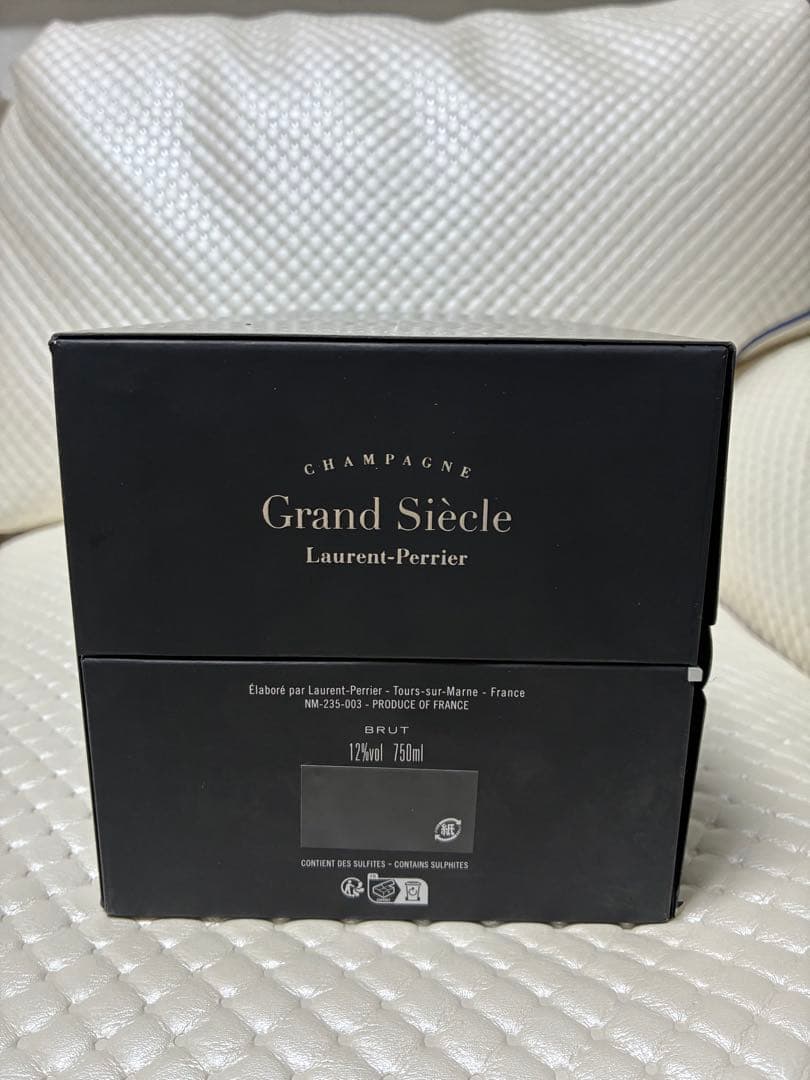 CHAMPAGNE
Grand Siècle
Laurent-Perrier
Élaboré par Laurent-Perrier - Tours-sur-Marne - France
NM-235-003 - PRODUCE OF FRANCE
BRUT
12%vol 750ml
紙
CONTIENT DES SULFITES - CONTAINS SULPHITES